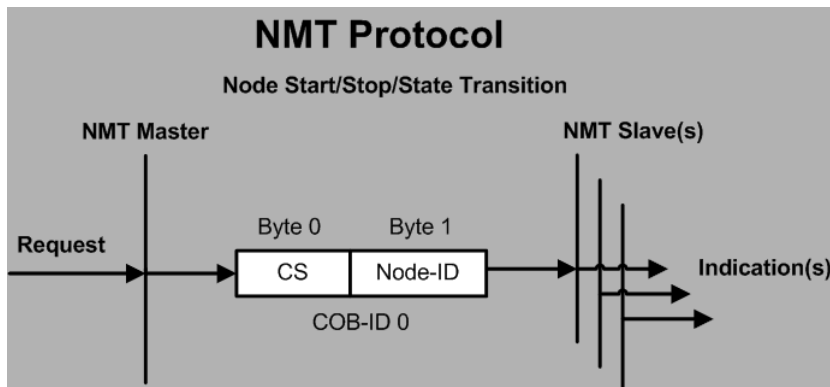 NMT Protocol
Node Start/Stop/State Transition
NMT Master
NMT Slave(s)
Byte 0
Byte 1
Request
CS
Node-ID
Indication(s)
COB-ID 0